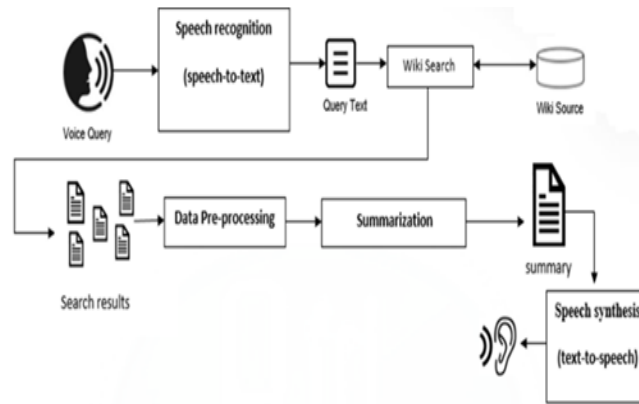 Speech recognition
(speech-to-text)
Voice Query
Query Text
Wiki Search
Wiki Source
Search results
Data Pre-processing
Summarization
summary
Speech synthesis
(text-to-speech)